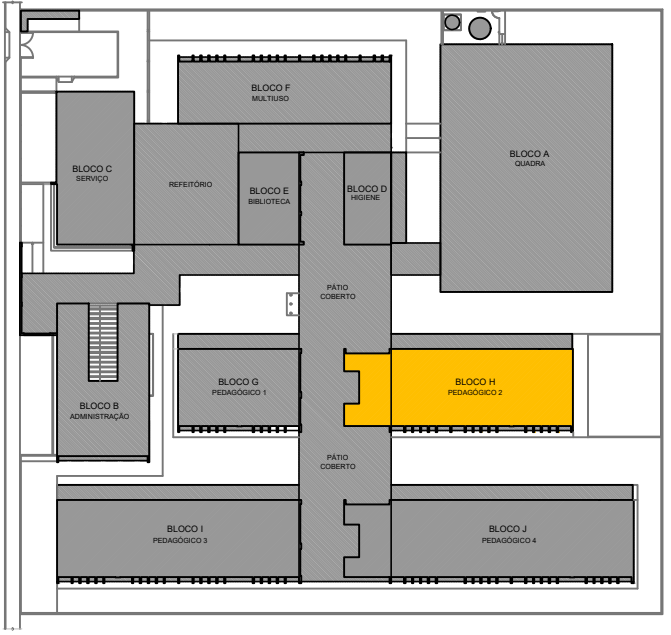 BLOCO F
MULTIUSO
BLOCO A
QUADRA
BLOCO C
SERVIÇO
REFEITÓRIO
BLOCO E
BIBLIOTECA
BLOCO D
HIGIENE
PÁTIO
COBERTO
BLOCO G
PEDAGÓGICO 1
BLOCO H
PEDAGÓGICO 2
BLOCO B
ADMINISTRAÇÃO
PÁTIO
COBERTO
BLOCO I
PEDAGÓGICO 3
BLOCO J
PEDAGÓGICO 4